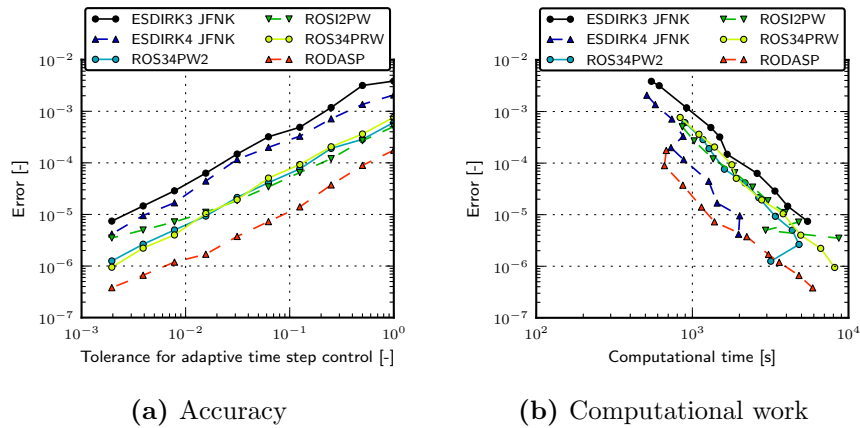 ESDIRK3 JFNK
ESDIRK4 JFNK
ROS34PW2
ROSI2PW
ROS34PRW
RODASP
10^-2
10^-3
10^-4
10^-5
10^-6
10^-7
Error [-]
10^-3
10^-2
10^-1
10^0
Tolerance for adaptive time step control [-]
(a) Accuracy
ESDIRK3 JFNK
ESDIRK4 JFNK
ROS34PW2
ROSI2PW
ROS34PRW
RODASP
10^-2
10^-3
10^-4
10^-5
10^-6
10^-7
Error [-]
10^2
10^3
10^4
Computational time [s]
(b) Computational work